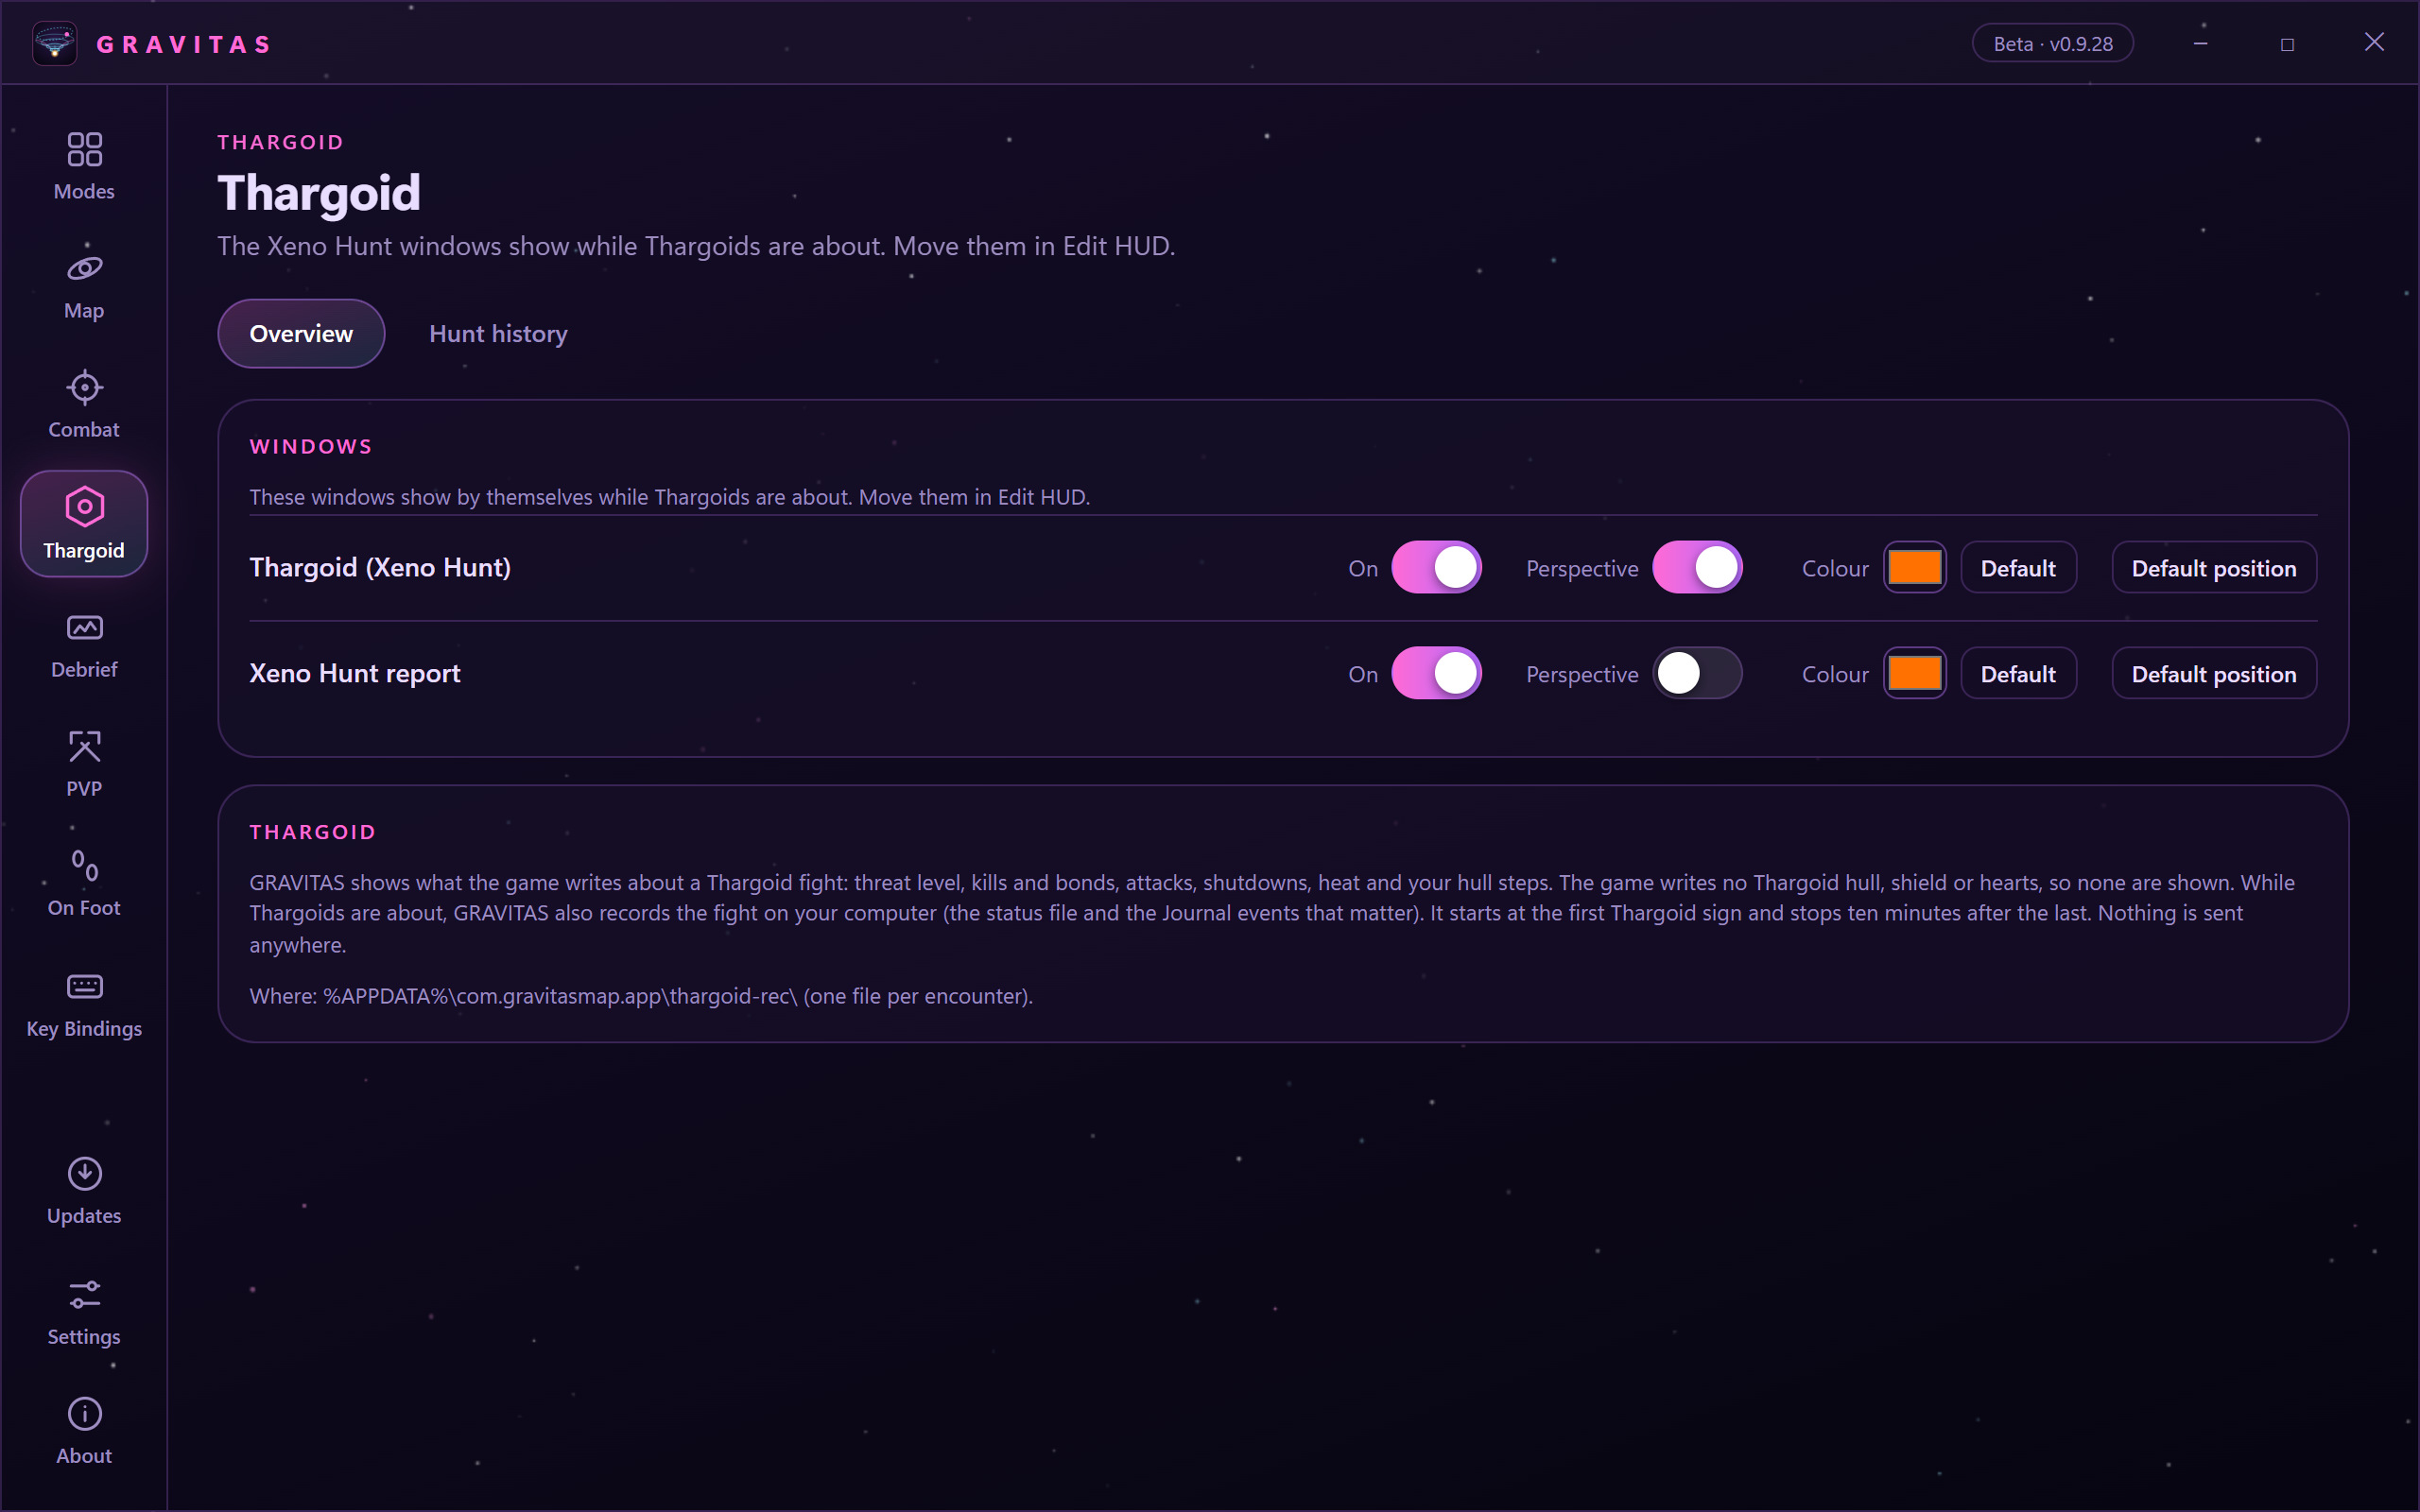 GRAVITAS
Beta · v0.9.28
Modes
Map
Combat
Thargoid
Debrief
PVP
On Foot
Key Bindings
Updates
Settings
About
THARGOID
Thargoid
The Xeno Hunt windows show while Thargoids are about. Move them in Edit HUD.
Overview
Hunt history
WINDOWS
These windows show by themselves while Thargoids are about. Move them in Edit HUD.
Thargoid (Xeno Hunt) On Perspective Colour Default Default position
Xeno Hunt report On Perspective Colour Default Default position
THARGOID
GRAVITAS shows what the game writes about a Thargoid fight: threat level, kills and bonds, attacks, shutdowns, heat and your hull steps. The game writes no Thargoid hull, shield or hearts, so none are shown. While
Thargoids are about, GRAVITAS also records the fight on your computer (the status file and the Journal events that matter). It starts at the first Thargoid sign and stops ten minutes after the last. Nothing is sent
anywhere.
Where: %APPDATA%\com.gravitasmap.app\thargoid-rec\ (one file per encounter).